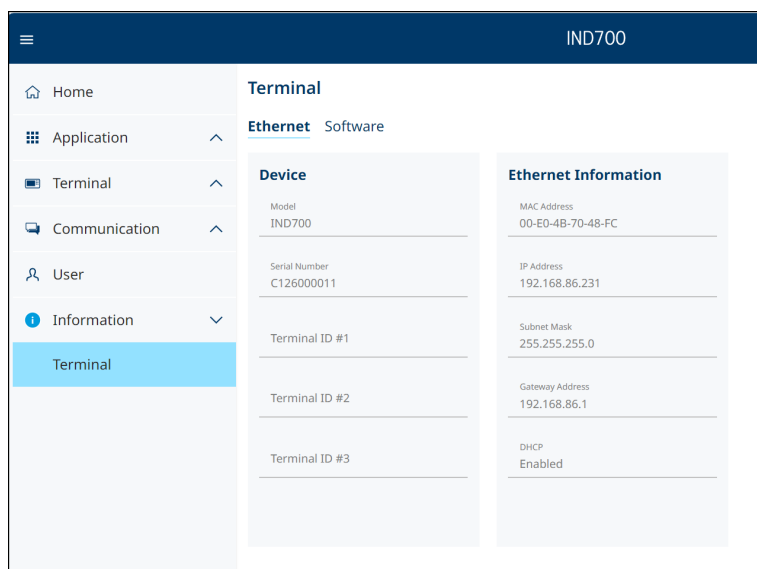 IND700
Home
Application
Terminal
Communication
User
Information
Terminal
Terminal
Ethernet Software
Device
Model
IND700
Serial Number
C126000011
Terminal ID #1
Terminal ID #2
Terminal ID #3
Ethernet Information
MAC Address
00-E0-4B-70-48-FC
IP Address
192.168.86.231
Subnet Mask
255.255.255.0
Gateway Address
192.168.86.1
DHCP
Enabled